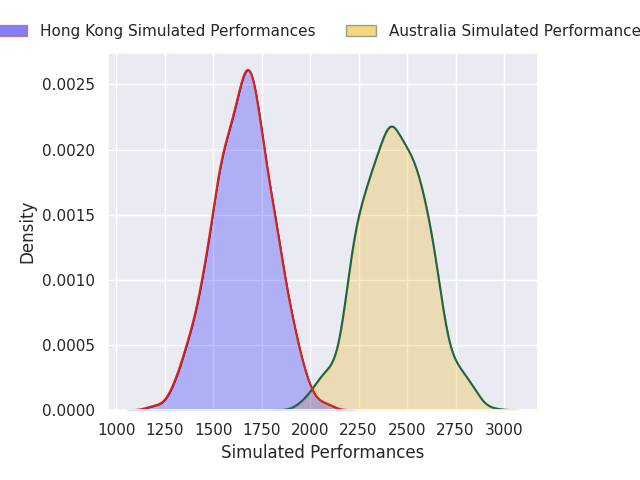 Hong Kong Simulated Performances
Australia Simulated Performance
Density
0.0025
0.0020
0.0015
0.0010
0.0005
0.0000
1000 1250 1500 1750 2000 2250 2500 2750 3000
Simulated Performances